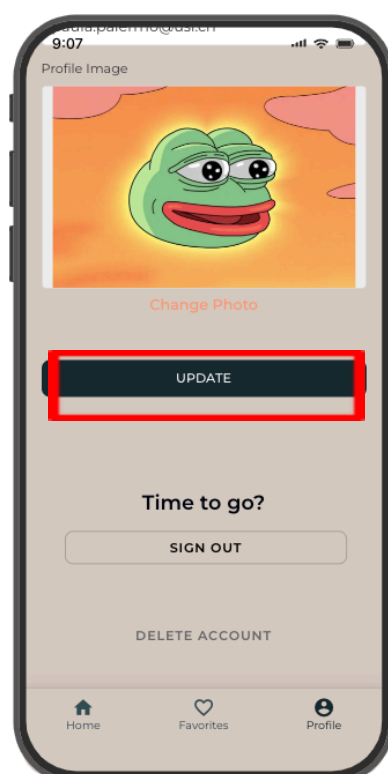 9:07
Profile Image
Change Photo
UPDATE
Time to go?
SIGN OUT
DELETE ACCOUNT
Home Favorites Profile